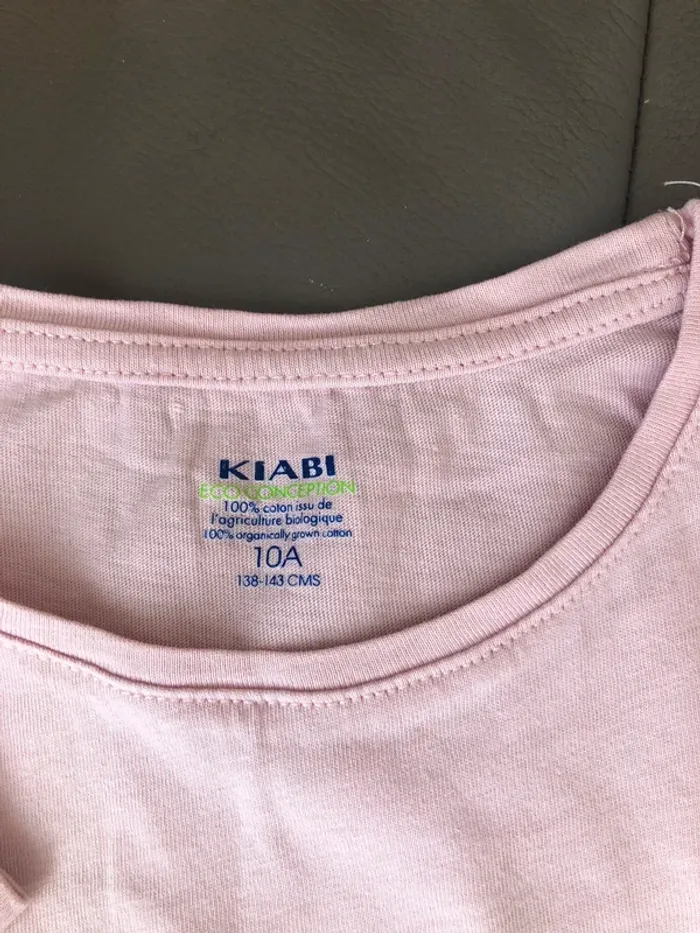 KIABI
ECO CONCEPTION
100% coton issu de
l'agriculture biologique
100% organically grown cotton
10A
138-143 CMS